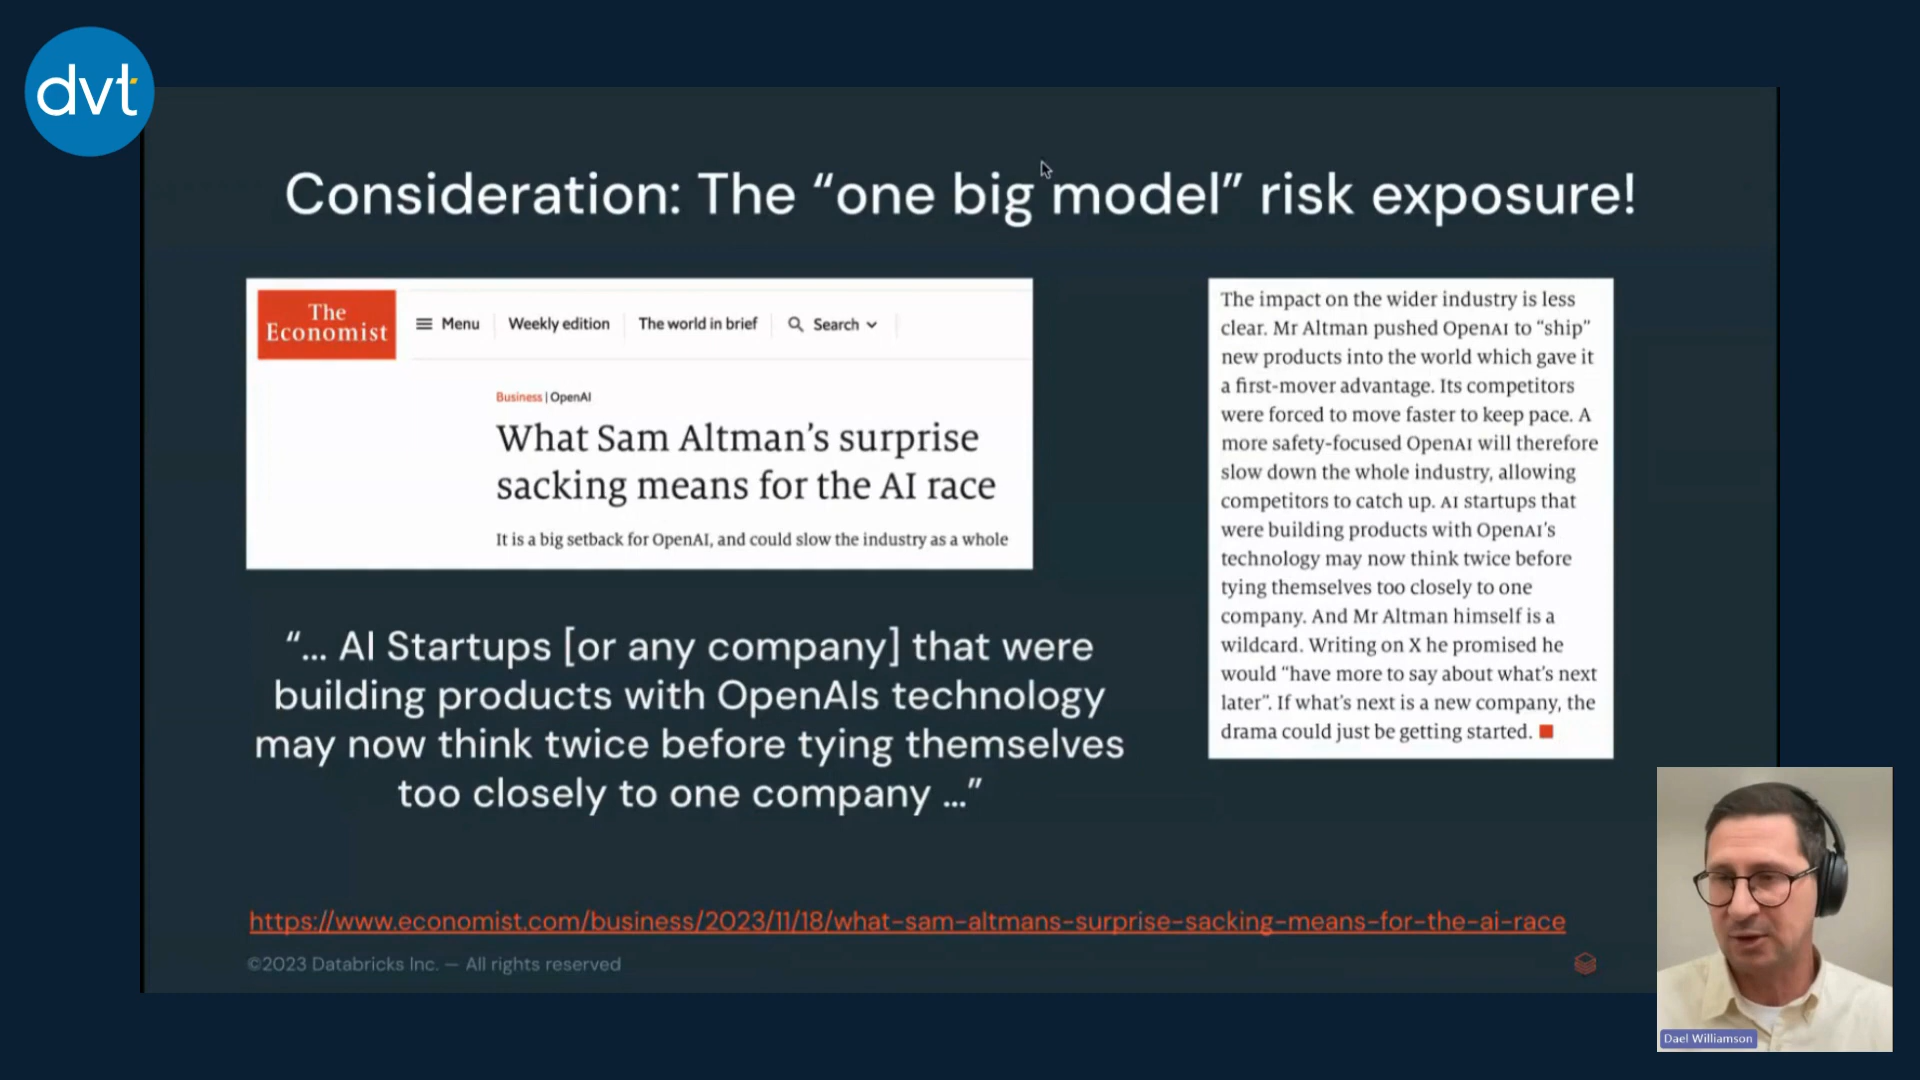 dvt
Consideration: The “one big model” risk exposure!
The
Economist
Menu
Weekly edition
The world in brief
Search
Business | OpenAI
What Sam Altman’s surprise
sacking means for the AI race
It is a big setback for OpenAI, and could slow the industry as a whole
“... AI Startups [or any company] that were
building products with OpenAIs technology
may now think twice before tying themselves
too closely to one company ...”
The impact on the wider industry is less
clear. Mr Altman pushed OpenAI to “ship”
new products into the world which gave it
a first-mover advantage. Its competitors
were forced to move faster to keep pace. A
more safety-focused OpenAI will therefore
slow down the whole industry, allowing
competitors to catch up. AI startups that
were building products with OpenAI’s
technology may now think twice before
tying themselves too closely to one
company. And Mr Altman himself is a
wildcard. Writing on X he promised he
would “have more to say about what’s next
later”. If what’s next is a new company, the
drama could just be getting started.
https://www.economist.com/business/2023/11/18/what-sam-altmans-surprise-sacking-means-for-the-ai-race
©2023 Databricks Inc. — All rights reserved
Dael Williamson